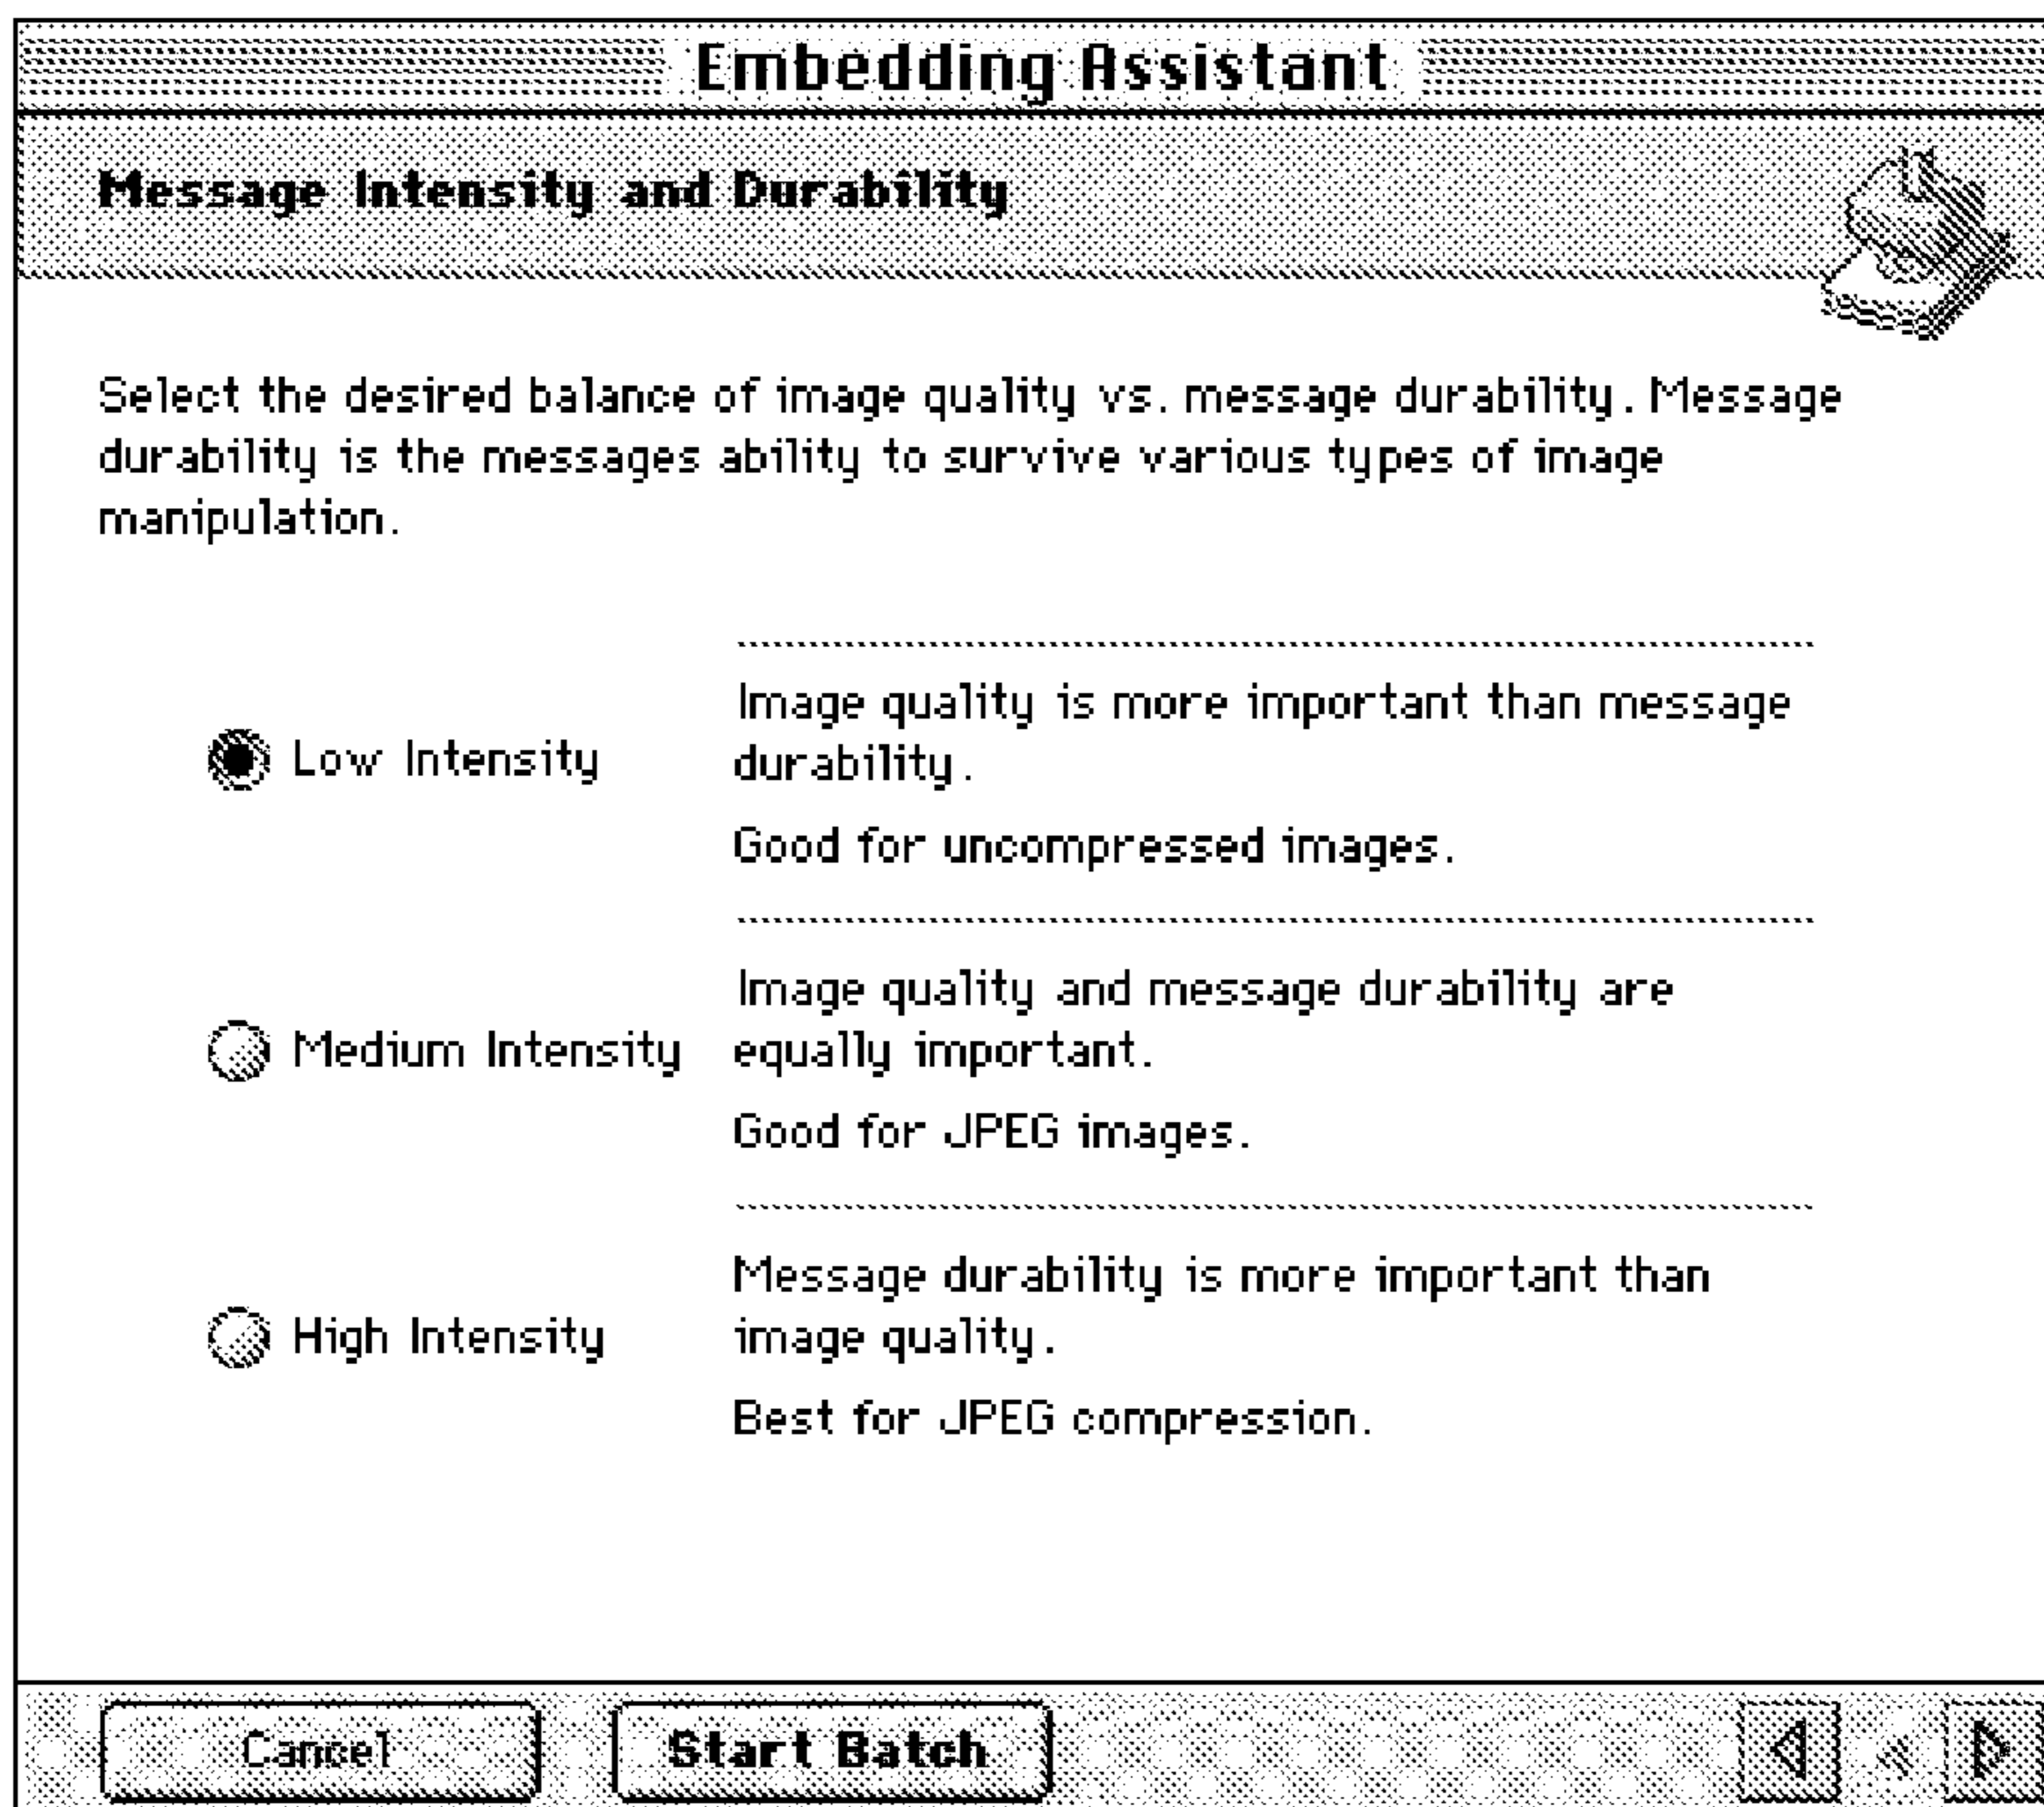 Embedding Assistant
Message Intensity and Durability
Select the desired balance of image quality vs. message durability. Message
durability is the messages ability to survive various types of image
manipulation.
Low Intensity
Image quality is more important than message
durability.
Good for uncompressed images.
Medium Intensity
Image quality and message durability are
equally important.
Good for JPEG images.
High Intensity
Message durability is more important than
image quality.
Best for JPEG compression.
Cancel
Start Batch